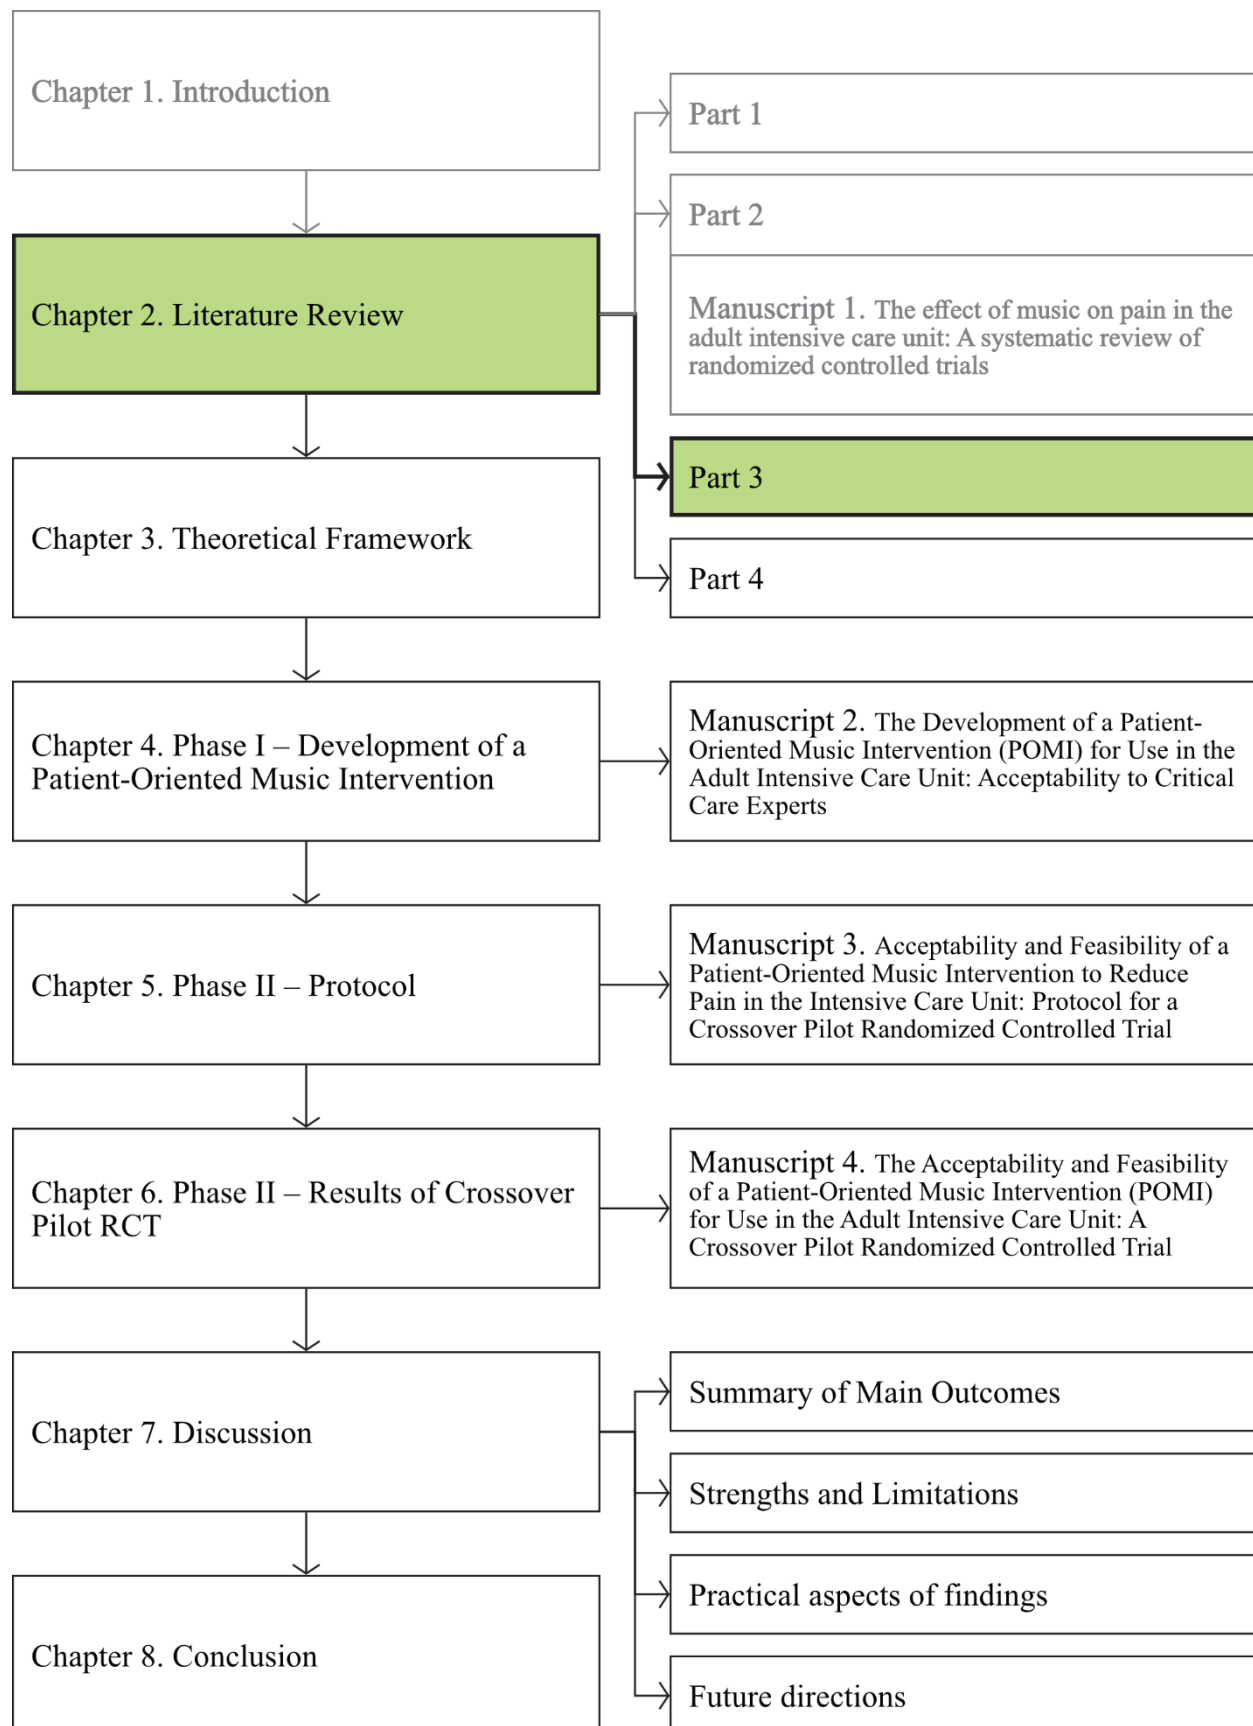 Chapter 1. Introduction
Part 1
Part 2
Manuscript 1. The effect of music on pain in the
adult intensive care unit: A systematic review of
randomized controlled trials
Chapter 2. Literature Review
Part 3
Part 4
Chapter 3. Theoretical Framework
Chapter 4. Phase I – Development of a
Patient-Oriented Music Intervention
Manuscript 2. The Development of a Patient-
Oriented Music Intervention (POMI) for Use in the
Adult Intensive Care Unit: Acceptability to Critical
Care Experts
Chapter 5. Phase II – Protocol
Manuscript 3. Acceptability and Feasibility of a
Patient-Oriented Music Intervention to Reduce
Pain in the Intensive Care Unit: Protocol for a
Crossover Pilot Randomized Controlled Trial
Chapter 6. Phase II – Results of Crossover
Pilot RCT
Manuscript 4. The Acceptability and Feasibility
of a Patient-Oriented Music Intervention (POMI)
for Use in the Adult Intensive Care Unit: A
Crossover Pilot Randomized Controlled Trial
Chapter 7. Discussion
Summary of Main Outcomes
Strengths and Limitations
Practical aspects of findings
Future directions
Chapter 8. Conclusion